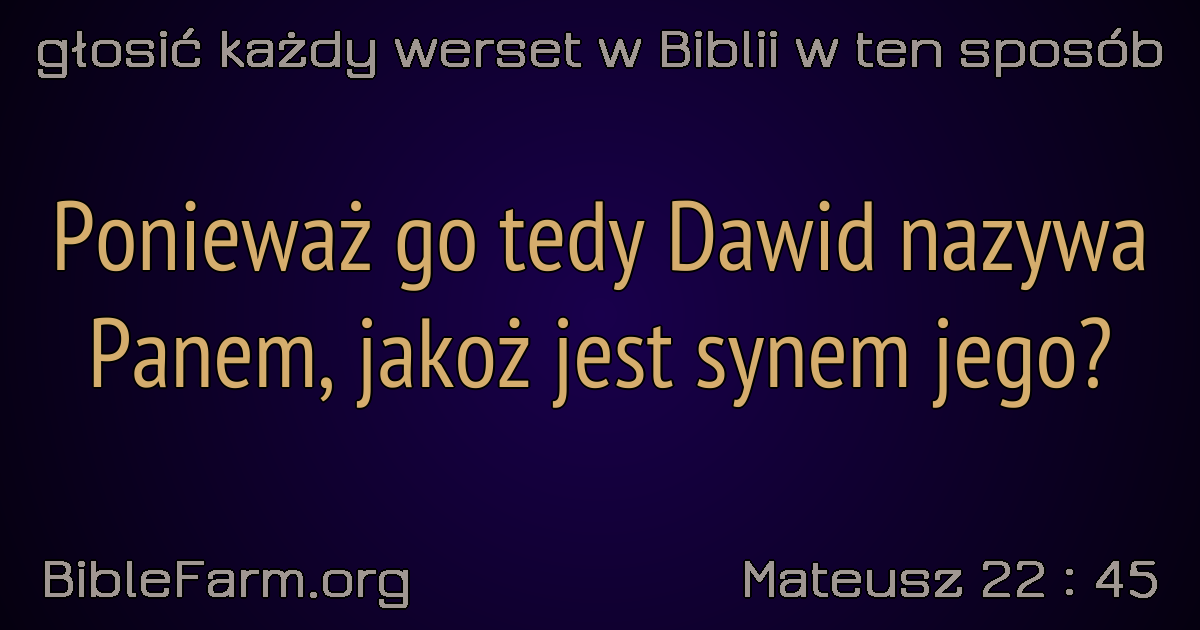 głosić każdy werset w Biblii w ten sposób
Ponieważ go tedy Dawid nazywa
Panem, jakoż jest synem jego?
BibleFarm.org
Mateusz 22 : 45